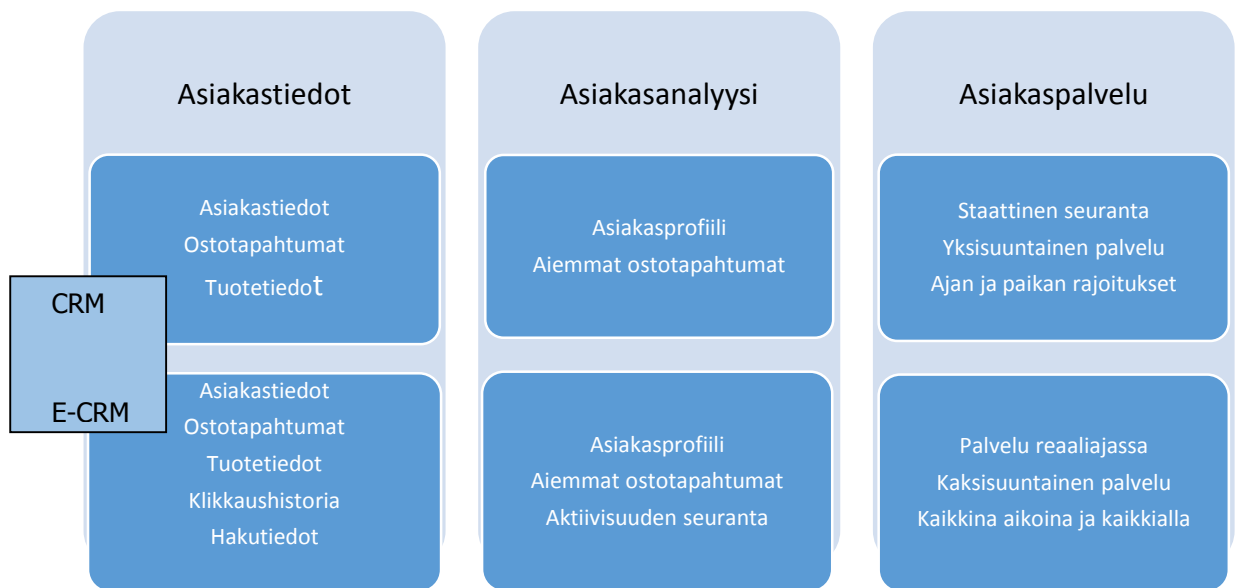 Asiakastiedot
Asiakasanalyysi
Asiakaspalvelu
CRM
Asiakastiedot
Ostotapahtumat
Tuotetiedot
Asiakasprofiili
Aiemmat ostotapahtumat
Staattinen seuranta
Yksisuuntainen palvelu
Ajan ja paikan rajoitukset
E-CRM
Asiakastiedot
Ostotapahtumat
Tuotetiedot
Klikkaushistoria
Hakutiedot
Asiakasprofiili
Aiemmat ostotapahtumat
Aktiivisuuden seuranta
Palvelu reaaliajassa
Kaksisuuntainen palvelu
Kaikkina aikoina ja kaikkialla